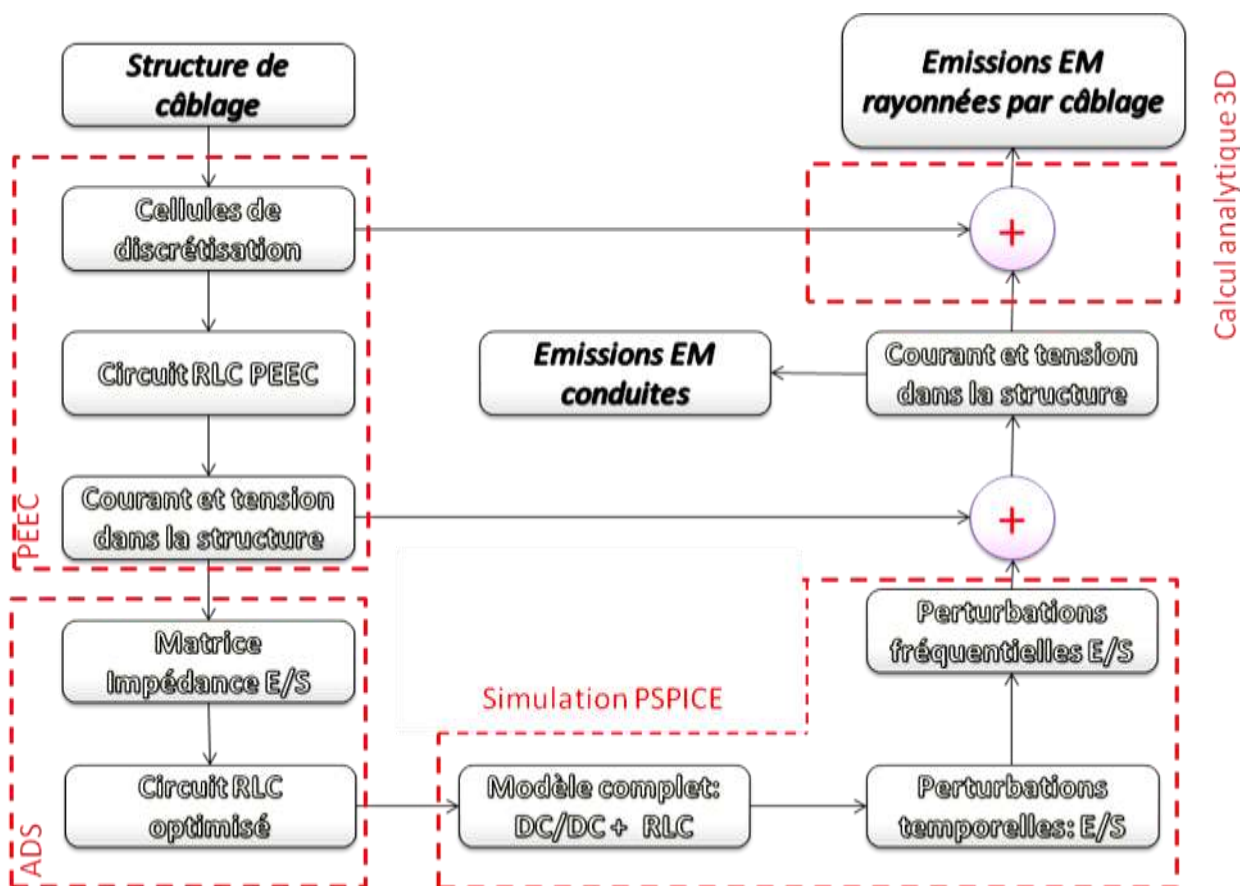 Structure de
câblage
Emissions EM
rayonnées par câblage
Calcul analytique 3D
Cellules de
discrétisation
+
Circuit RLC PEEC
Emissions EM
conduites
Courant et tension
dans la structure
Courant et tension
dans la structure
+
PEEC
Matrice
Impédance E/S
Perturbations
fréquentielles E/S
Simulation PSPICE
Circuit RLC
optimisé
Modèle complet:
DC/DC + RLC
Perturbations
temporelles: E/S
ADS